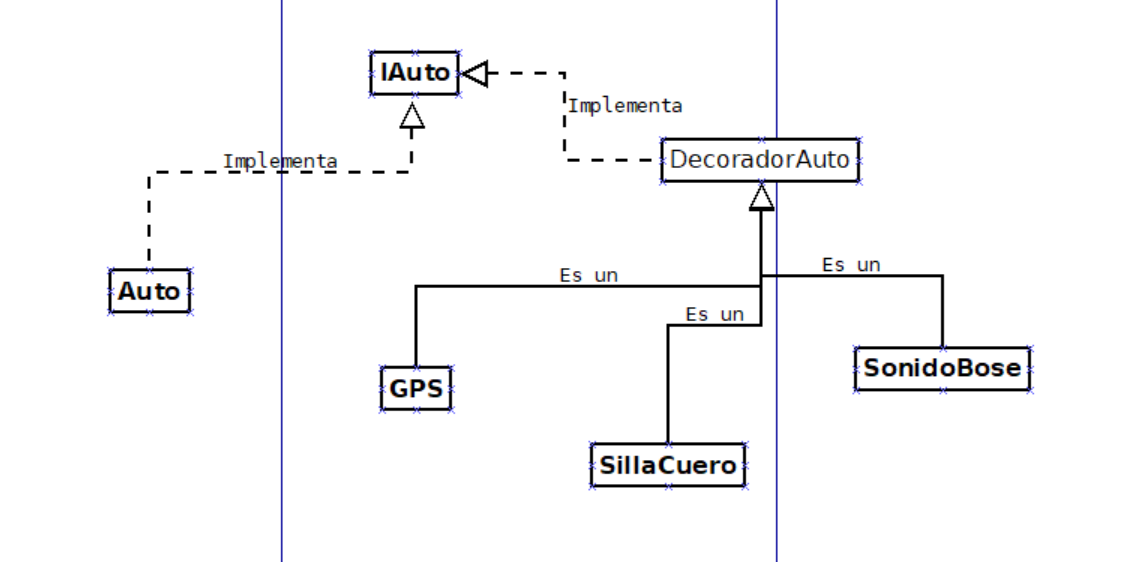 IAuto
Implementa
DecoradorAuto
Implementa
Es un
Es un
Auto
Es un
SonidoBose
GPS
SillaCuero